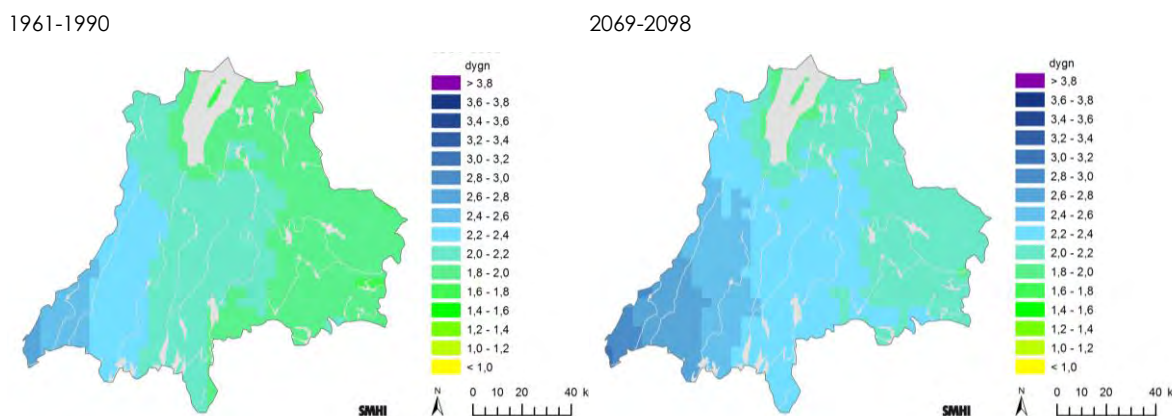 1961-1990
dygn
> 3,8
3,6 - 3,8
3,4 - 3,6
3,2 - 3,4
3,0 - 3,2
2,8 - 3,0
2,6 - 2,8
2,4 - 2,6
2,2 - 2,4
2,0 - 2,2
1,8 - 2,0
1,6 - 1,8
1,4 - 1,6
1,2 - 1,4
1,0 - 1,2
< 1,0
N
0 10 20 40 k
SMHI
2069-2098
dygn
> 3,8
3,6 - 3,8
3,4 - 3,6
3,2 - 3,4
3,0 - 3,2
2,8 - 3,0
2,6 - 2,8
2,4 - 2,6
2,2 - 2,4
2,0 - 2,2
1,8 - 2,0
1,6 - 1,8
1,4 - 1,6
1,2 - 1,4
1,0 - 1,2
< 1,0
N
0 10 20 40 k
SMHI